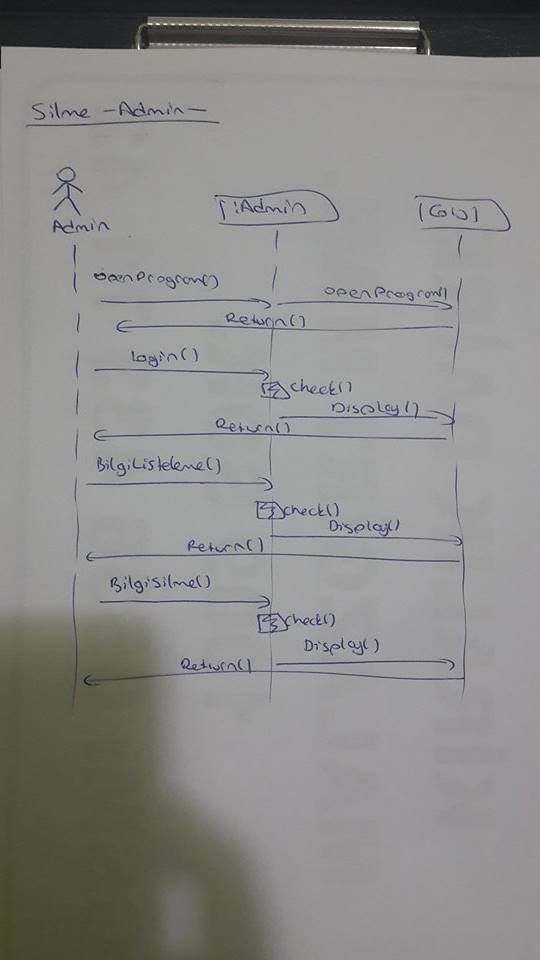 Silme -Admin-
Admin
:Admin
GUI
openProgram()
openProgram()
Return()
Login()
Check()
Display()
Return()
BilgiListeleme()
Check()
Display()
Return()
BilgiSilme()
Check()
Display()
Return()